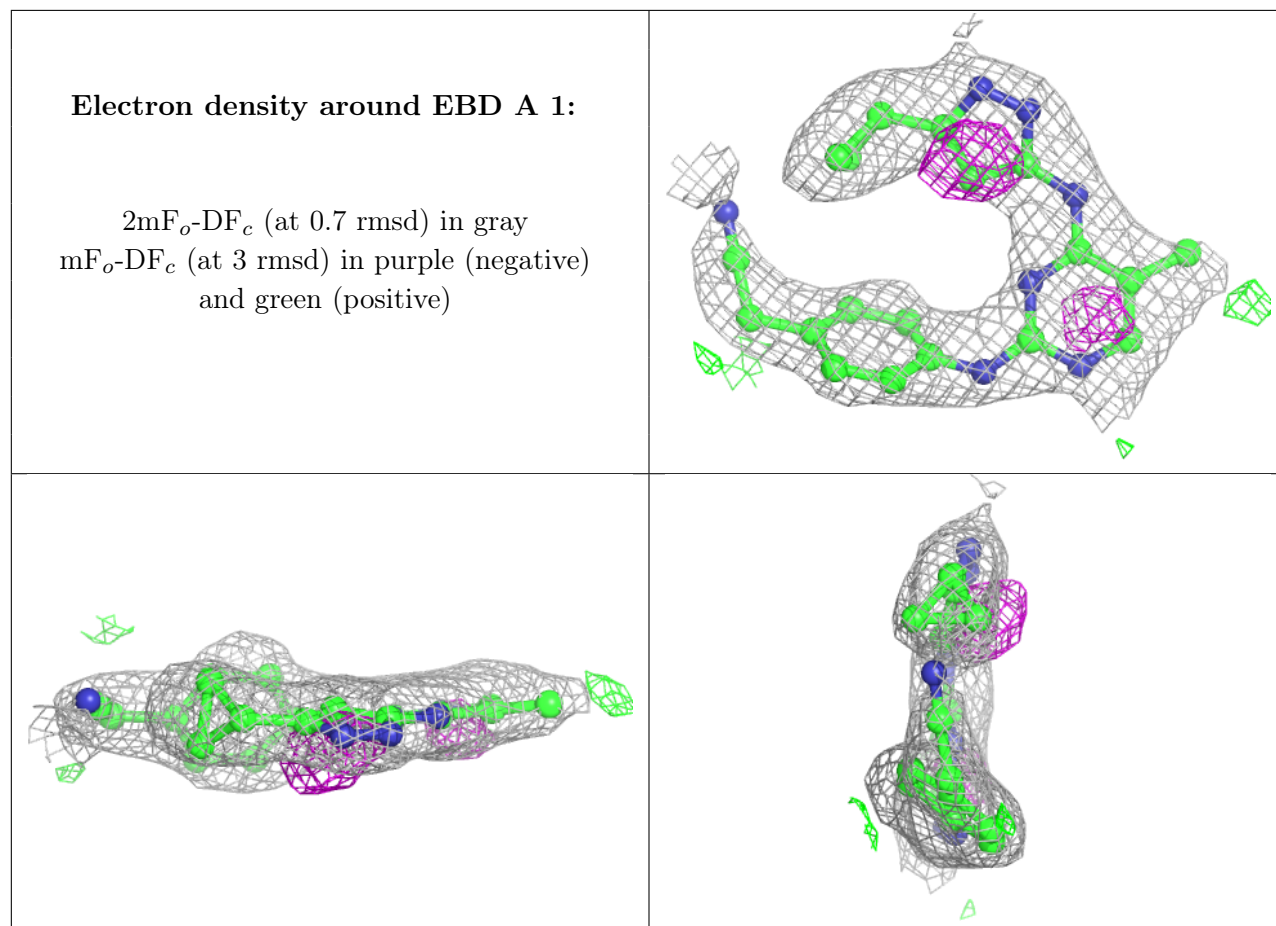 Electron density around EBD A 1:
2mFo-DFc (at 0.7 rmsd) in gray
mFo-DFc (at 3 rmsd) in purple (negative)
and green (positive)